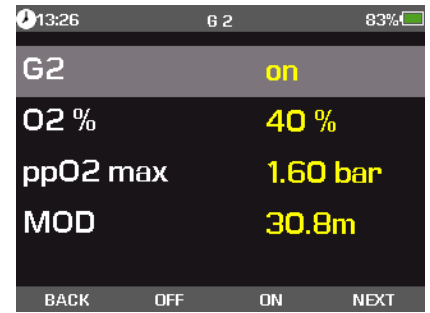 13:26 G 2 83%
G2 on
O2 % 40 %
ppO2 max 1.60 bar
MOD 30.8m
BACK OFF ON NEXT